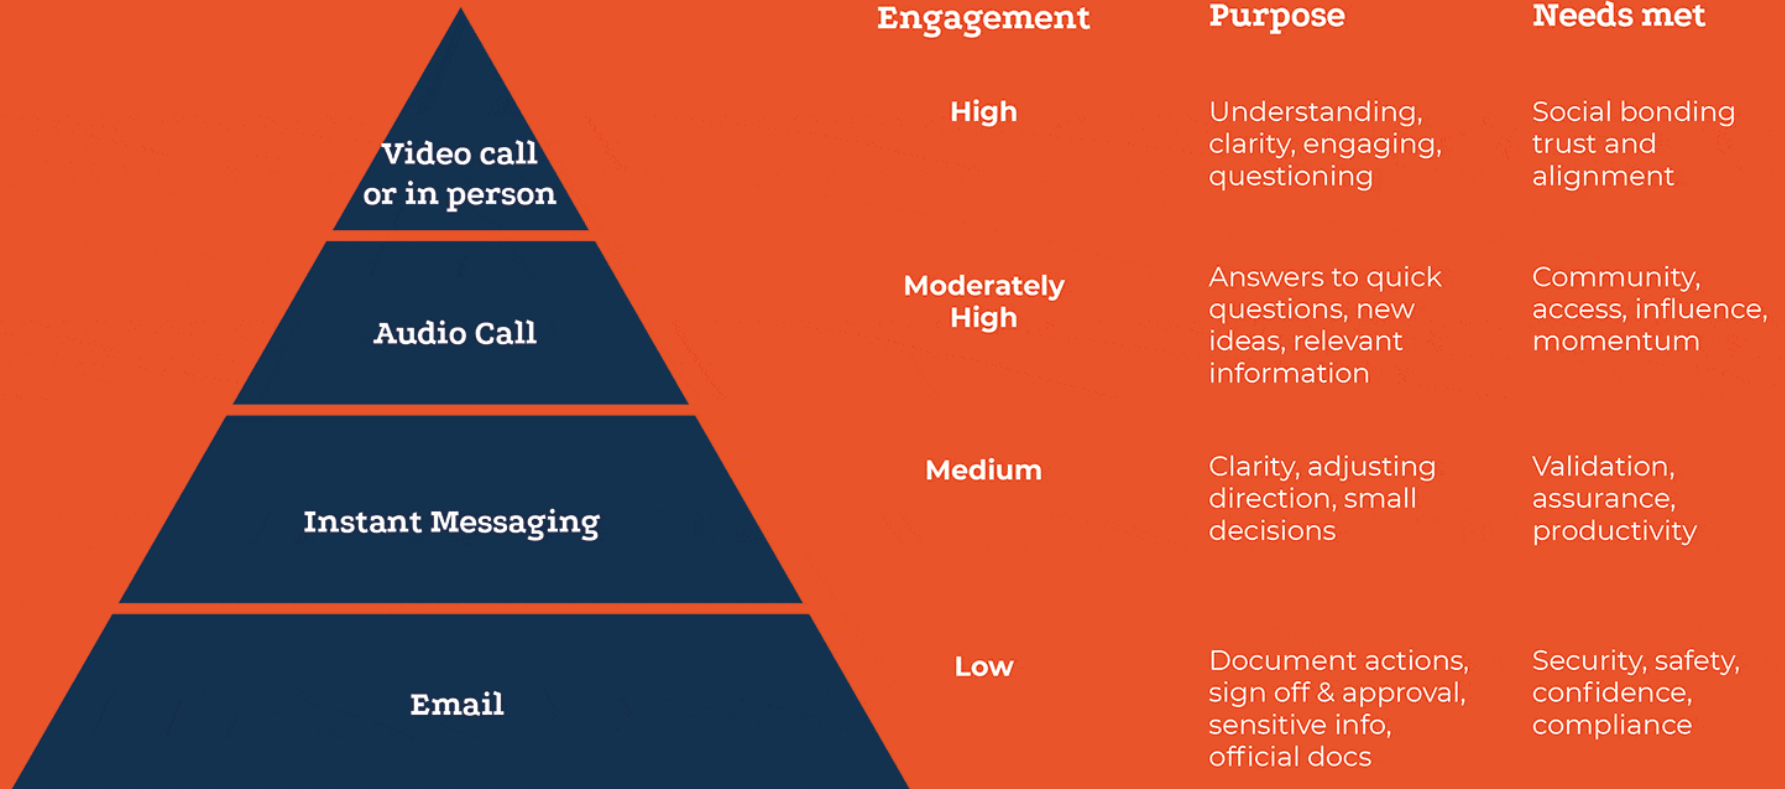 Engagement Purpose Needs met
Video call
or in person
High
Understanding,
clarity, engaging,
questioning
Social bonding
trust and
alignment
Audio Call
Moderately
High
Answers to quick
questions, new
ideas, relevant
information
Community,
access, influence,
momentum
Instant Messaging
Medium
Clarity, adjusting
direction, small
decisions
Validation,
assurance,
productivity
Email
Low
Document actions,
sign off & approval,
sensitive info,
official docs
Security, safety,
confidence,
compliance